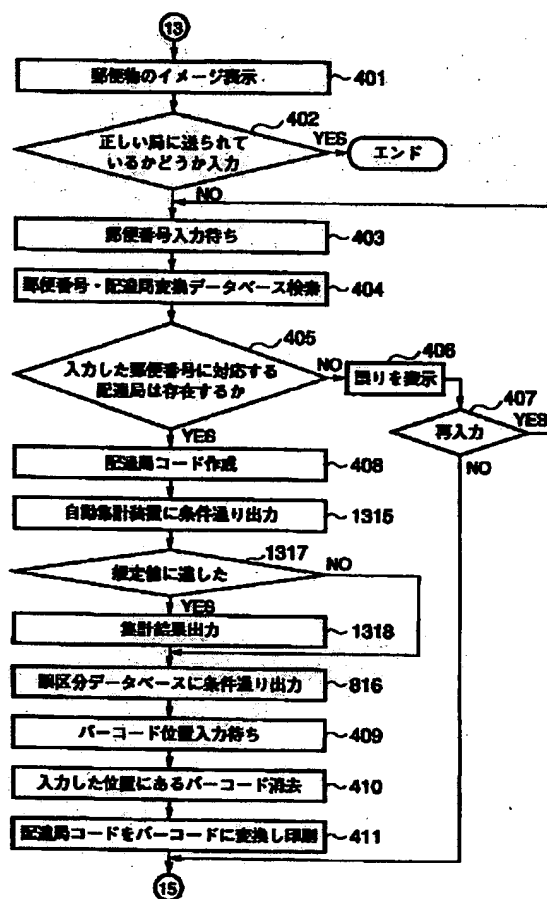 13
郵便物のイメージ表示
401
402
正しい局に送られて
いるかどうか入力
YES
エンド
NO
郵便番号入力待ち
403
郵便番号・配達局変換データベース検索
404
405
入力した郵便番号に対応する
配達局は存在するか
NO
406
誤りを表示
407
再入力
YES
NO
YES
配達局コード作成
408
自動集計装置に条件通り出力
1315
1317
規定値に達した
NO
YES
集計結果出力
1318
誤区分データベースに条件通り出力
816
バーコード位置入力待ち
409
入力した位置にあるバーコード消去
410
配達局コードをバーコードに変換し印刷
411
15